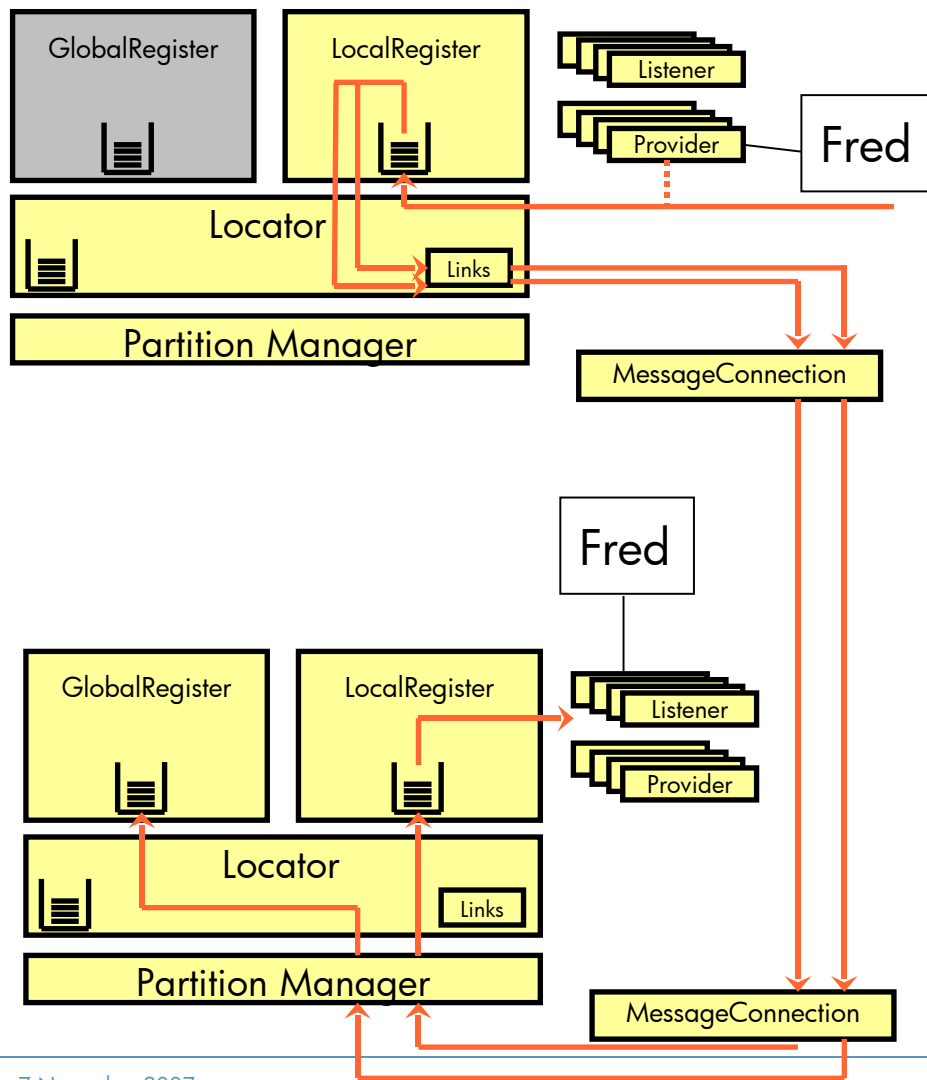 GlobalRegister
LocalRegister
Listener
Provider
Fred
Locator
Links
Partition Manager
MessageConnection
Fred
GlobalRegister
LocalRegister
Listener
Provider
Locator
Links
Partition Manager
MessageConnection